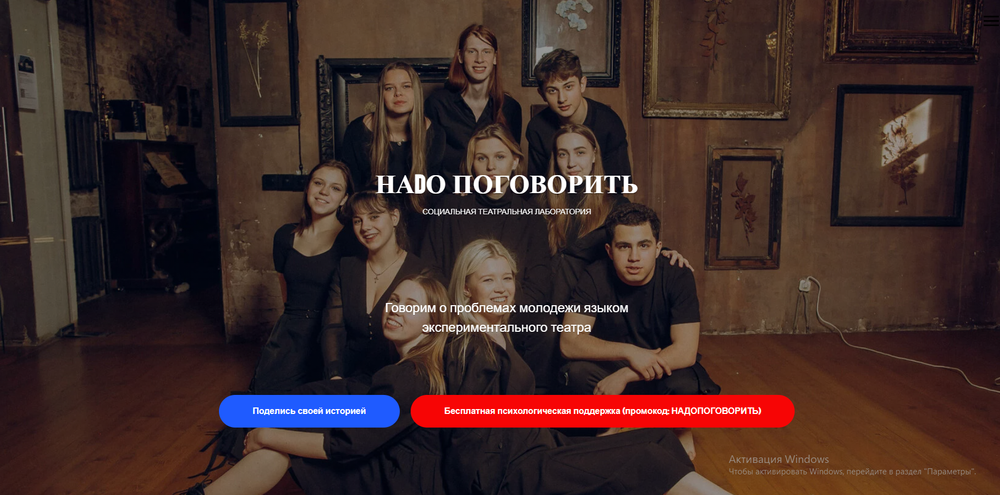 НАDО ПОГОВОРИТЬ
СОЦИАЛЬНАЯ ТЕАТРАЛЬНАЯ ЛАБОРАТОРИЯ
Говорим о проблемах молодежи языком
экспериментального театра
Поделись своей историей
Бесплатная психологическая поддержка (промокод: НАДОПОГОВОРИТЬ)
Активация Windows
Чтобы активировать Windows, перейдите в раздел "Параметры".